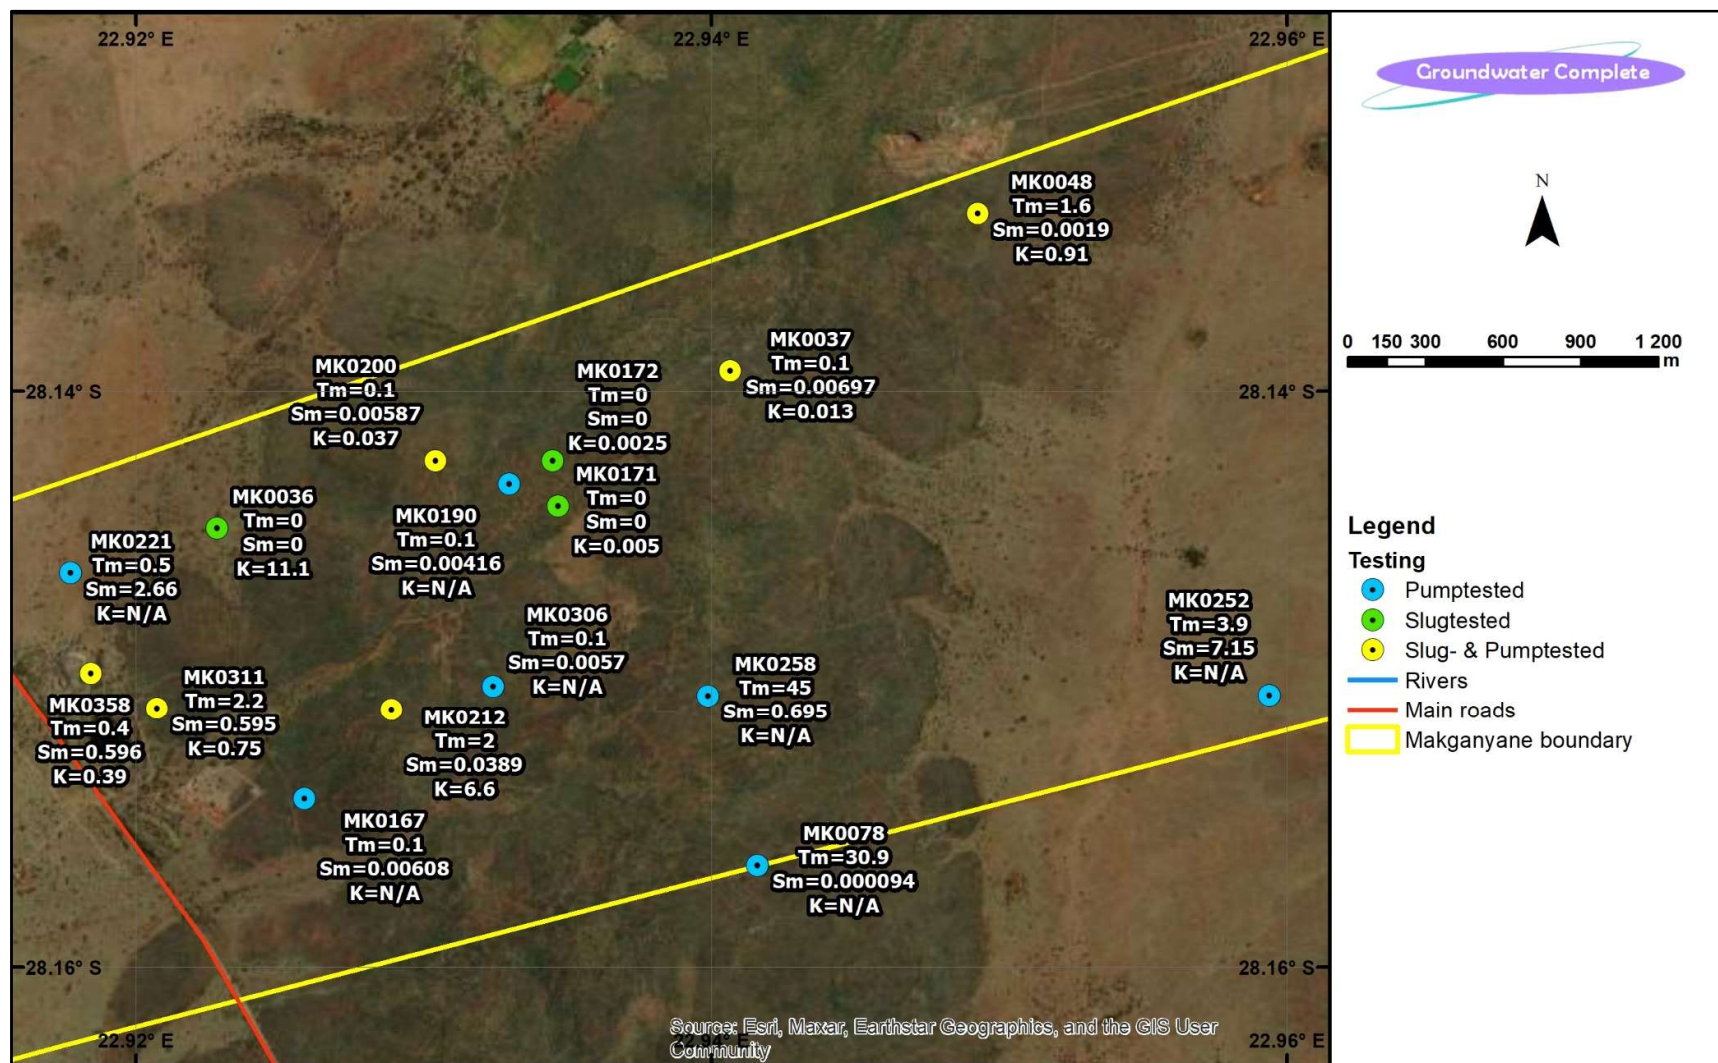 22.92° E
22.94° E
22.96° E
MK0048
Tm=1.6
Sm=0.0019
K=0.91
MK0037
Tm=0.1
Sm=0.00697
K=0.013
MK0200
Tm=0.1
Sm=0.00587
K=0.037
MK0172
Tm=0
Sm=0
K=0.0025
28.14° S
28.14° S
MK0171
Tm=0
Sm=0
K=0.005
MK0036
Tm=0
Sm=0
K=11.1
MK0190
Tm=0.1
Sm=0.00416
K=N/A
MK0221
Tm=0.5
Sm=2.66
K=N/A
MK0306
Tm=0.1
Sm=0.0057
K=N/A
MK0252
Tm=3.9
Sm=7.15
K=N/A
MK0258
Tm=45
Sm=0.695
K=N/A
MK0311
Tm=2.2
Sm=0.595
K=0.75
MK0358
Tm=0.4
Sm=0.596
K=0.39
MK0212
Tm=2
Sm=0.0389
K=6.6
MK0167
Tm=0.1
Sm=0.00608
K=N/A
MK0078
Tm=30.9
Sm=0.000094
K=N/A
28.16° S
28.16° S
Source: Esri, Maxar, Earthstar Geographics, and the GIS User
Community
22.92° E
22.94° E
22.96° E
Groundwater Complete
N
0 150 300 600 900 1 200
m
Legend
Testing
Pumptested
Slugtested
Slug- & Pumptested
Rivers
Main roads
Makganyane boundary